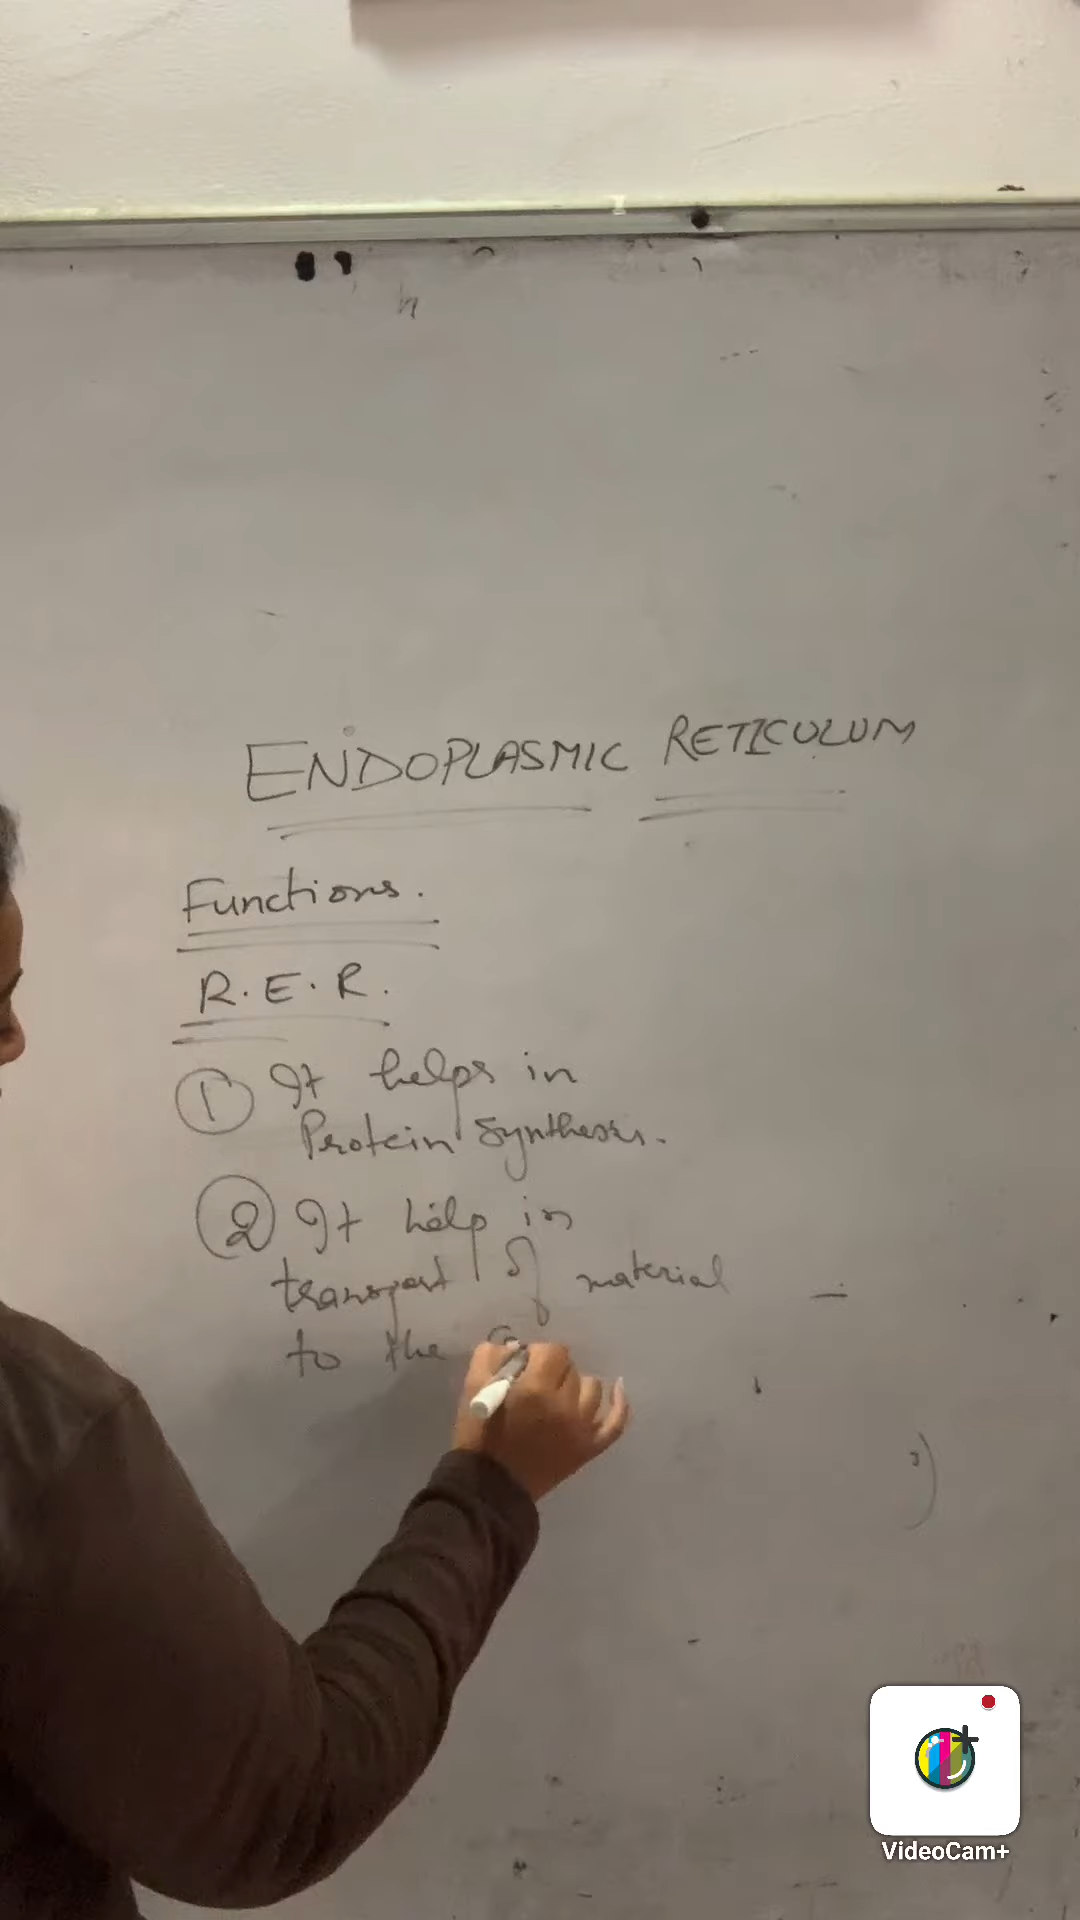 ENDOPLASMIC RETICULUM
Functions.
R.E.R.
1 It helps in
Protein Synthesis.
2 It help in
transport of material
to the
VideoCam+